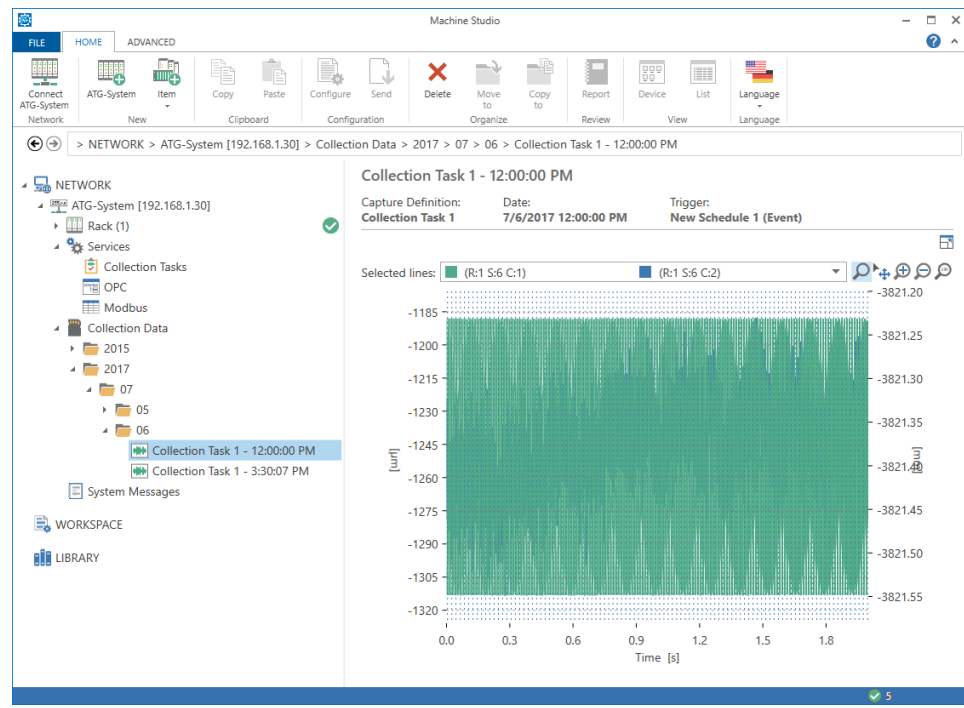 Machine Studio
FILE HOME ADVANCED
Connect ATG-System ATG-System Item Copy Paste Configure Send Delete Move to Copy to Report Device List Language
Network New Clipboard Configuration Organize Review View Language
> NETWORK > ATG-System [192.168.1.30] > Collection Data > 2017 > 07 > 06 > Collection Task 1 - 12:00:00 PM
NETWORK
ATG-System [192.168.1.30]
Rack (1)
Services
Collection Tasks
OPC
Modbus
Collection Data
2015
2017
07
05
06
Collection Task 1 - 12:00:00 PM
Collection Task 1 - 3:30:07 PM
System Messages
WORKSPACE
LIBRARY
Collection Task 1 - 12:00:00 PM
Capture Definition: Date: Trigger:
Collection Task 1 7/6/2017 12:00:00 PM New Schedule 1 (Event)
Selected lines: (R:1 S:6 C:1) (R:1 S:6 C:2)
-3821.20
-1185
-3821.25
-1200
-1215 -3821.30
-1230
-3821.35
-1245
[µm]
-1260 -3821.40
-1275
-3821.45
-1290
-3821.50
-1305
-3821.55
-1320
0.0 0.3 0.6 0.9 1.2 1.5 1.8
Time [s]
5